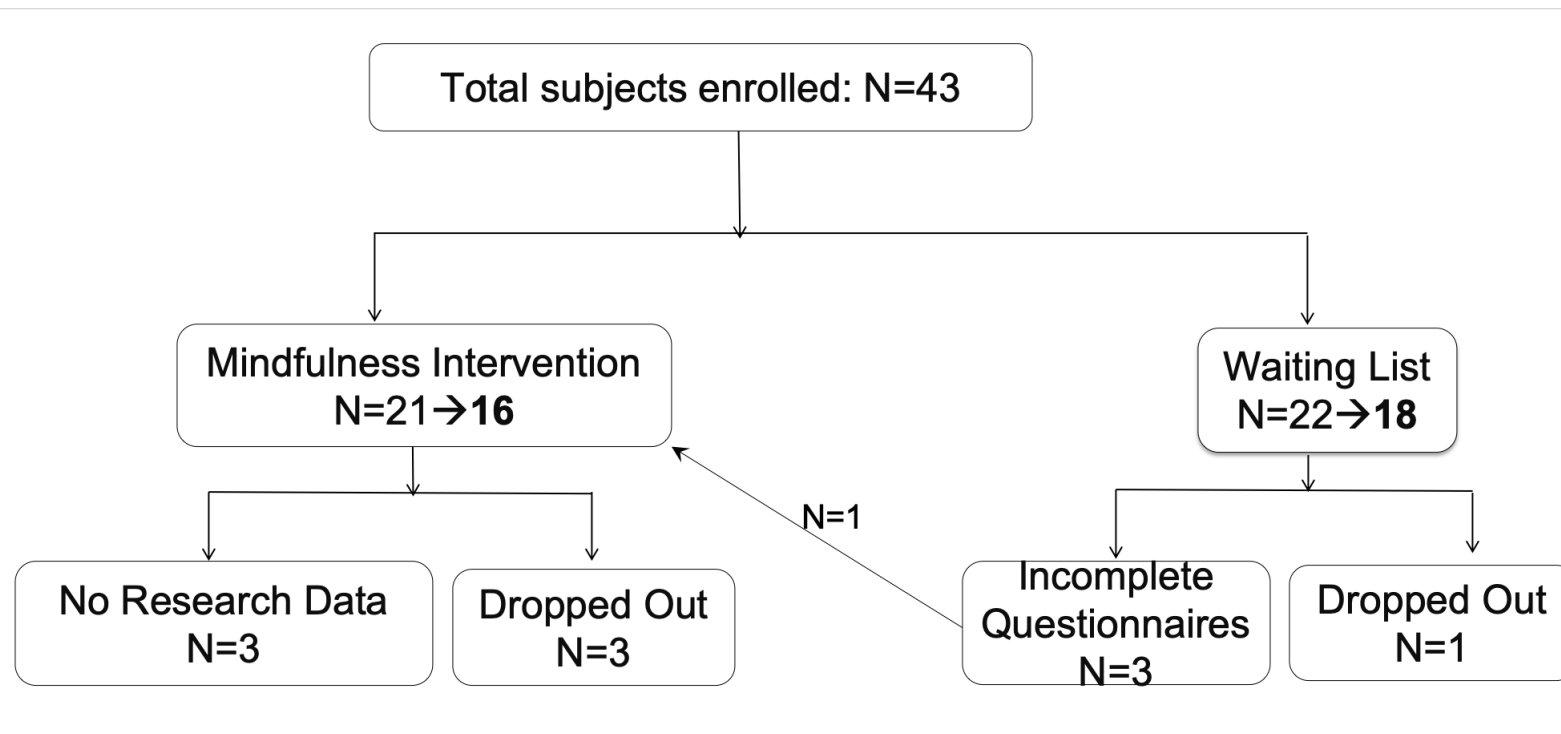 Total subjects enrolled: N=43
Mindfulness Intervention
N=21→16
Waiting List
N=22→18
N=1
No Research Data
N=3
Dropped Out
N=3
Incomplete
Questionnaires
N=3
Dropped Out
N=1